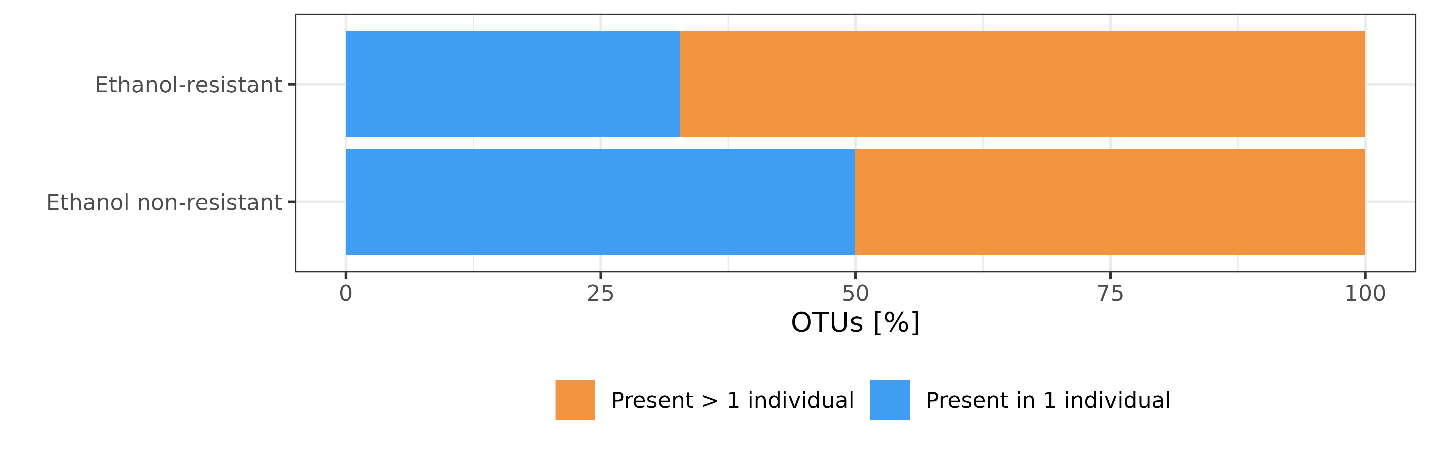 Ethanol-resistant
Ethanol non-resistant
0 25 50 75 100
OTUs [%]
Present > 1 individual Present in 1 individual